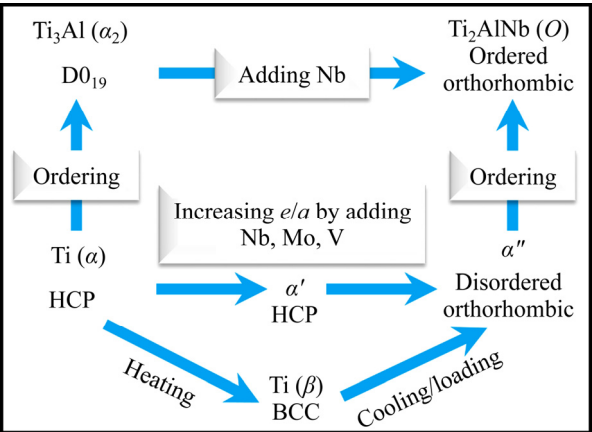 Ti₃Al (α₂)
D0₁₉
Adding Nb
Ti₂AlNb (O)
Ordered
orthorhombic
Ordering
Ordering
Increasing e/a by adding
Nb, Mo, V
Ti (α)
HCP
α′
HCP
α″
Disordered
orthorhombic
Heating
Ti (β)
BCC
Cooling/loading